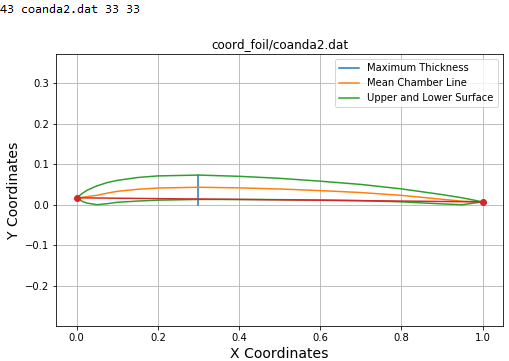 43 coanda2.dat 33 33
coord_foil/coanda2.dat
Maximum Thickness
Mean Chamber Line
Upper and Lower Surface
Y Coordinates
0.3
0.2
0.1
0.0
−0.1
−0.2
0.0 0.2 0.4 0.6 0.8 1.0
X Coordinates